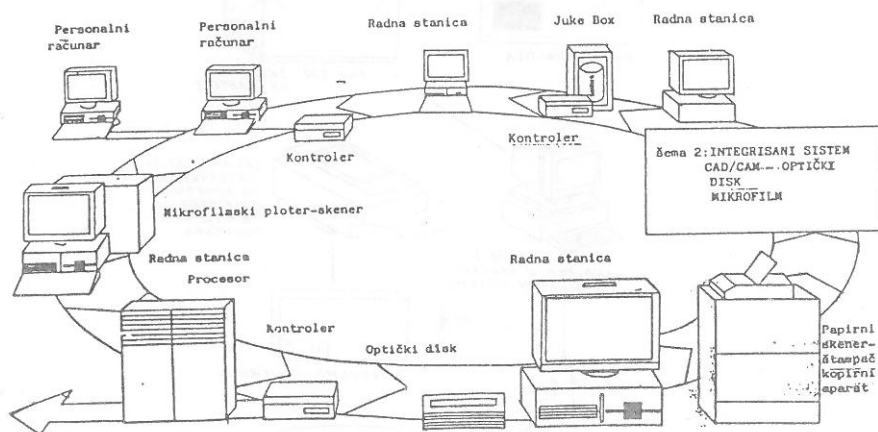 Personalni
računar
Personalni
računar
Radna stanica
Juke Box
Radna stanica
Kontroler
Kontroler
Šema 2:INTEGRISANI SISTEM
CAD/CAM - OPTIČKI
DISK
MIKROFILM
Mikrofilmski ploter-skener
Radna stanica
Procesor
Radna stanica
Kontroler
Optički disk
Papirni
skener-
štampač
kopirni
aparát